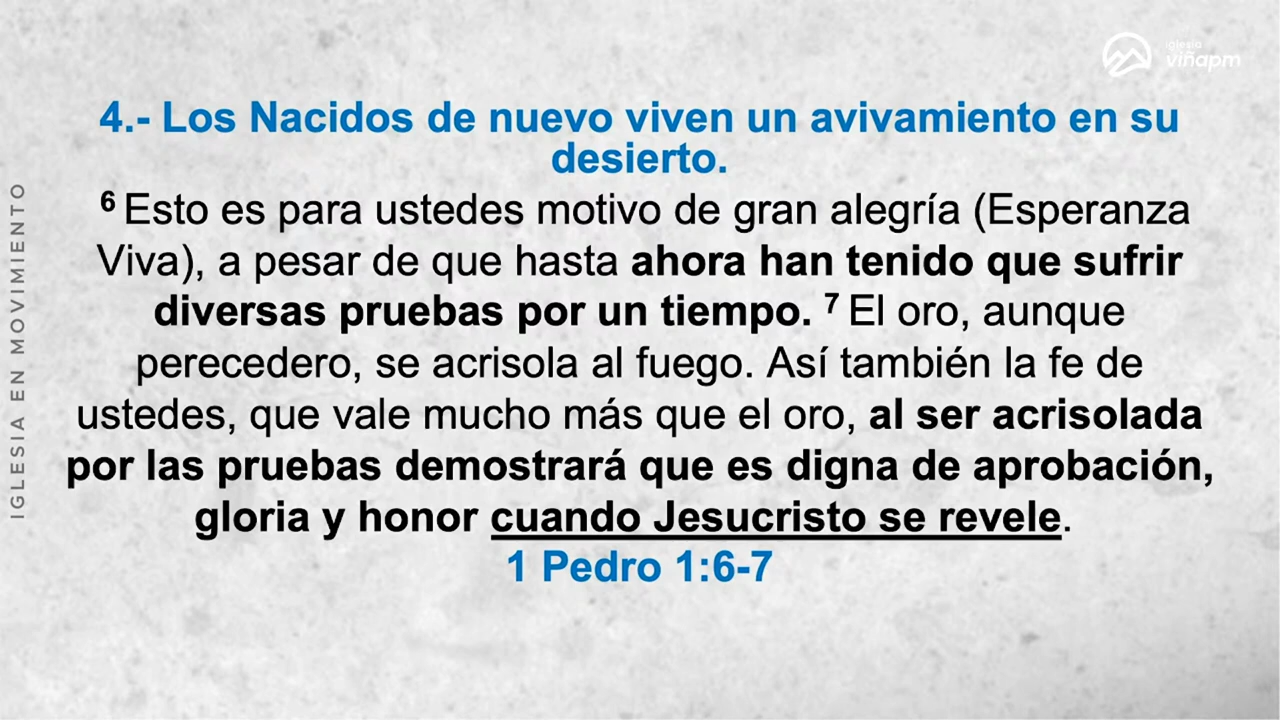 iglesia
viñapm
4.- Los Nacidos de nuevo viven un avivamiento en su
desierto.
6 Esto es para ustedes motivo de gran alegría (Esperanza
Viva), a pesar de que hasta ahora han tenido que sufrir
diversas pruebas por un tiempo. 7 El oro, aunque
perecedero, se acrisola al fuego. Así también la fe de
ustedes, que vale mucho más que el oro, al ser acrisolada
por las pruebas demostrará que es digna de aprobación,
gloria y honor cuando Jesucristo se revele.
1 Pedro 1:6-7
IGLESIA EN MOVIMIENTO